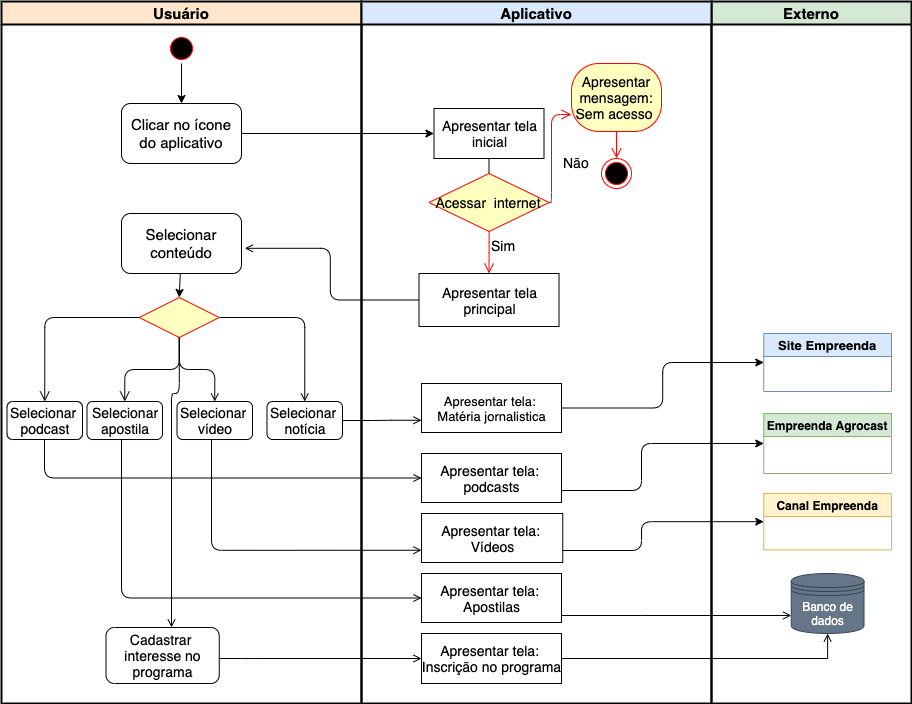 Usuário
Aplicativo
Externo
Clicar no ícone
do aplicativo
Apresentar tela
inicial
Apresentar
mensagem:
Sem acesso
Não
Acessar  internet
Sim
Selecionar
conteúdo
Apresentar tela
principal
Selecionar
podcast
Selecionar
apostila
Selecionar
vídeo
Selecionar
notícia
Apresentar tela:
Matéria jornalistica
Site Empreenda
Apresentar tela:
podcasts
Empreenda Agrocast
Apresentar tela:
Vídeos
Canal Empreenda
Apresentar tela:
Apostilas
Banco de
dados
Cadastrar
interesse no
programa
Apresentar tela:
Inscrição no programa